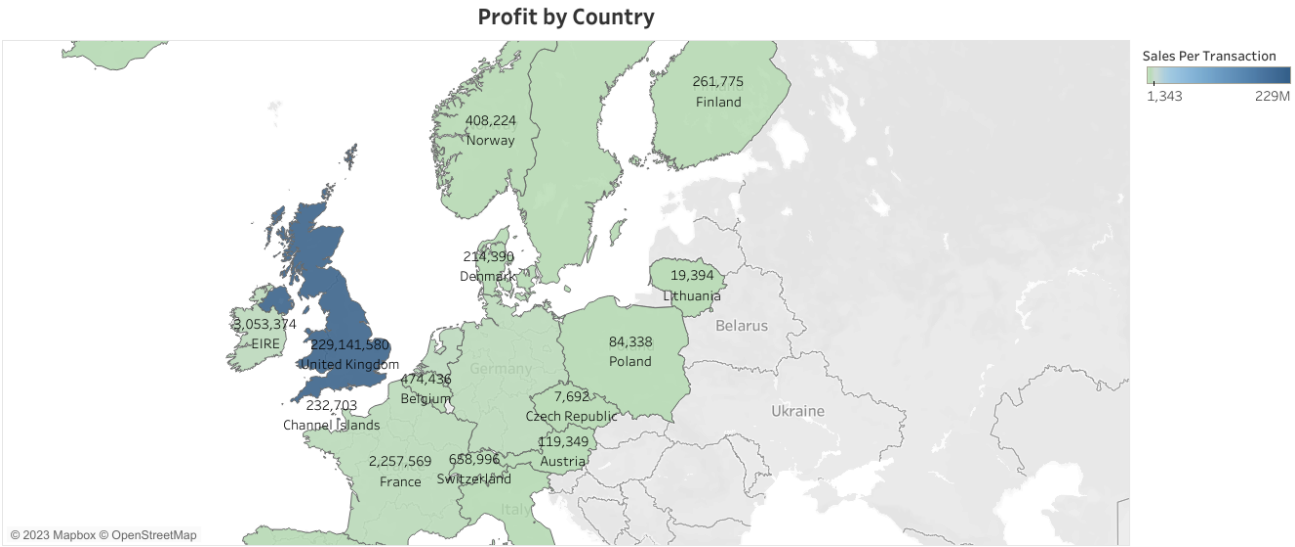 Profit by Country
Sales Per Transaction
1,343 229M
261,775
Finland
408,224
Norway
214,390
Denmark
19,394
Lithuania
Belarus
3,053,374
EIRE
229,141,580
United Kingdom
84,338
Poland
Germany
474,436
Belgium
7,692
Czech Republic
232,703
Channel Islands
Ukraine
119,349
Austria
2,257,569
France
658,996
Switzerland
Italy
© 2023 Mapbox © OpenStreetMap